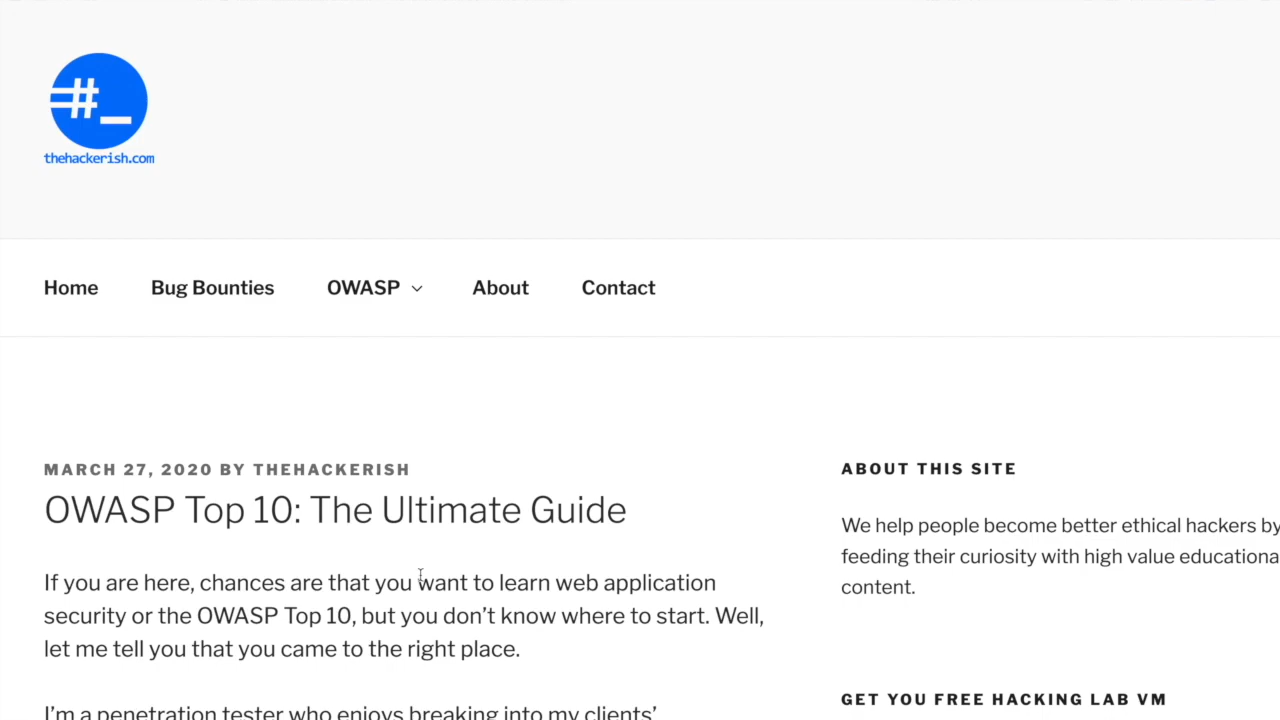 #_
thehackerish.com
Home
Bug Bounties
OWASP
About
Contact
MARCH 27, 2020 BY THEHACKERISH
OWASP Top 10: The Ultimate Guide
If you are here, chances are that you want to learn web application
security or the OWASP Top 10, but you don’t know where to start. Well,
let me tell you that you came to the right place.
I’m a penetration tester who enjoys breaking into my clients’
ABOUT THIS SITE
We help people become better ethical hackers by
feeding their curiosity with high value educationa
content.
GET YOU FREE HACKING LAB VM